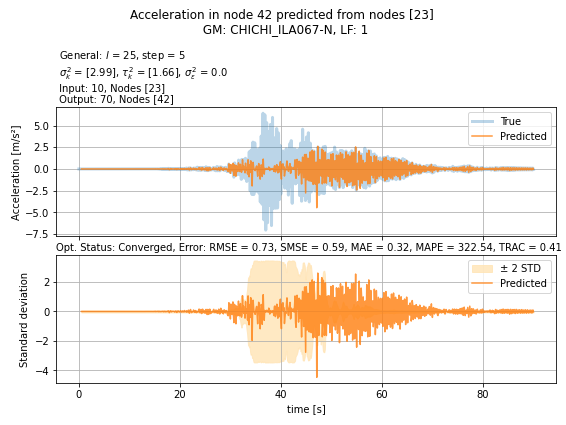 Acceleration in node 42 predicted from nodes [23]
GM: CHICHI_ILA067-N, LF: 1
General: l = 25, step = 5
σ²ₖ = [2.99], τ²ₖ = [1.66], σ²ε = 0.0
Input: 10, Nodes [23]
Output: 70, Nodes [42]
Acceleration [m/s²]
5.0
2.5
0.0
−2.5
−5.0
−7.5
True
Predicted
Opt. Status: Converged, Error: RMSE = 0.73, SMSE = 0.59, MAE = 0.32, MAPE = 322.54, TRAC = 0.41
Standard deviation
2
0
−2
−4
± 2 STD
Predicted
0 20 40 60 80
time [s]